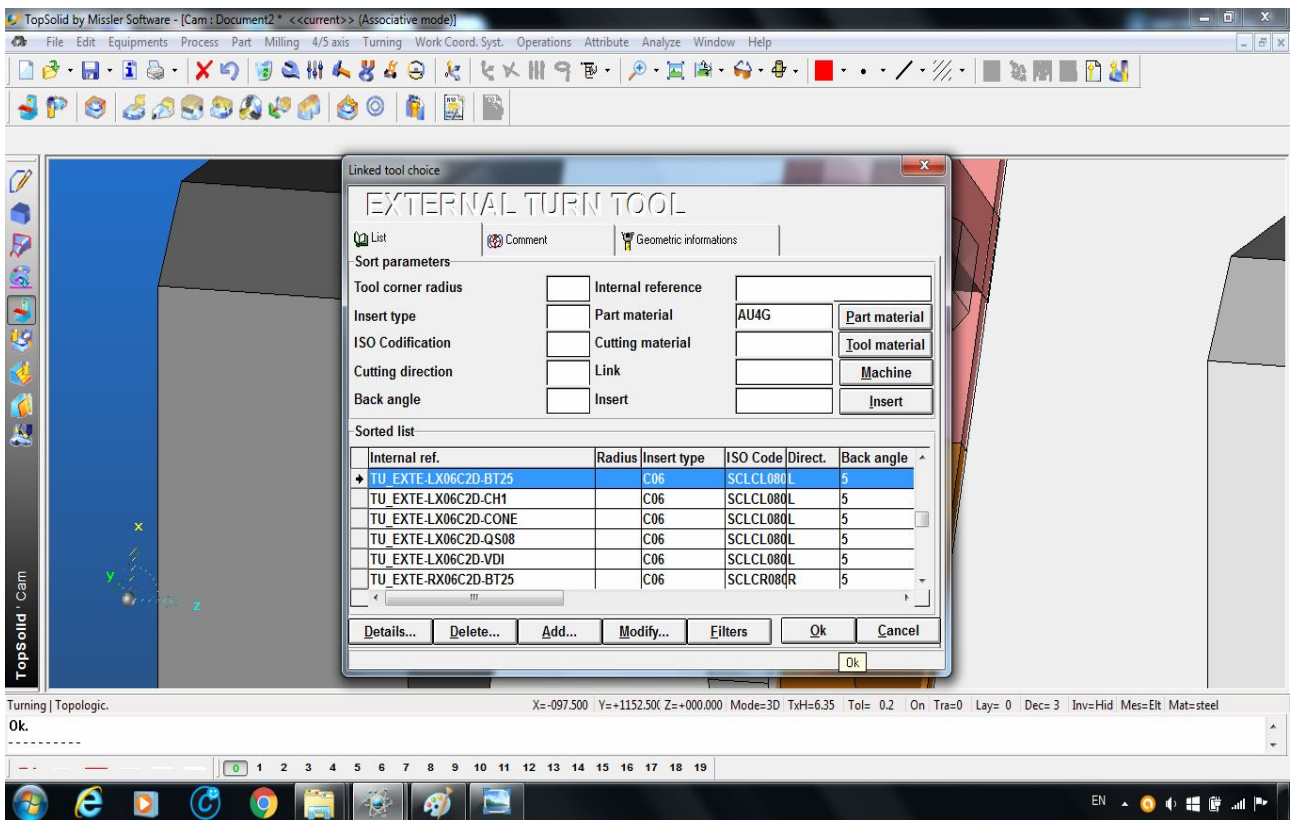 TopSolid by Missler Software - [Cam : Document2 * <<current>> (Associative mode)]
File Edit Equipments Process Part Milling 4/5 axis Turning Work Coord. Syst. Operations Attribute Analyze Window Help
Linked tool choice
EXTERNAL TURN TOOL
List Comment Geometric informations
Sort parameters
Tool corner radius Internal reference
Insert type Part material AU4G Part material
ISO Codification Cutting material Tool material
Cutting direction Link Machine
Back angle Insert Insert
Sorted list
Internal ref. Radius Insert type ISO Code Direct. Back angle
TU_EXTE-LX06C2D-BT25 C06 SCLCL080 L 5
TU_EXTE-LX06C2D-CH1 C06 SCLCL080 L 5
TU_EXTE-LX06C2D-CONE C06 SCLCL080 L 5
TU_EXTE-LX06C2D-QS08 C06 SCLCL080 L 5
TU_EXTE-LX06C2D-VDI C06 SCLCL080 L 5
TU_EXTE-RX06C2D-BT25 C06 SCLCR080 R 5
Details... Delete... Add... Modify... Filters Ok Cancel
Ok
x
y
z
TopSolid ' Cam
Turning | Topologic. X=-097.500 Y=+1152.50( Z=+000.000 Mode=3D TxH=6.35 Tol= 0.2 On Tra=0 Lay= 0 Dec= 3 Inv=Hid Mes=Elt Mat=steel
Ok.
----------
0 1 2 3 4 5 6 7 8 9 10 11 12 13 14 15 16 17 18 19
EN